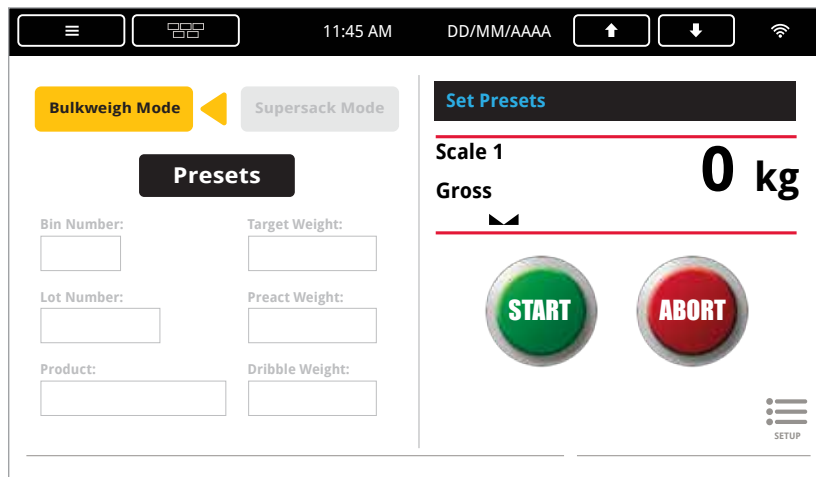 11:45 AM
DD/MM/AAAA
Bulkweigh Mode
Supersack Mode
Presets
Bin Number:
Target Weight:
Lot Number:
Preact Weight:
Product:
Dribble Weight:
Set Presets
Scale 1
0 kg
Gross
START
ABORT
SETUP